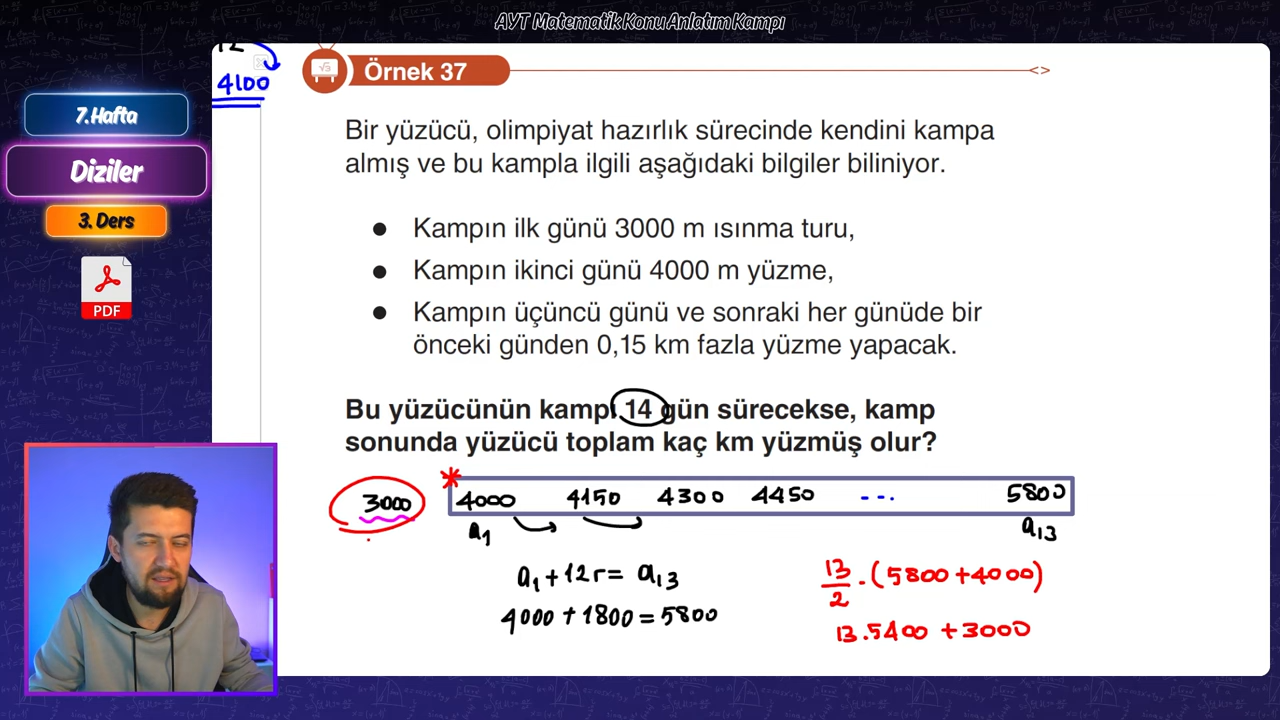 AYT Matematik Konu Anlatım Kampı
12
4100
7.Hafta
Diziler
3. Ders
PDF
√3
Örnek 37
<>
Bir yüzücü, olimpiyat hazırlık sürecinde kendini kampa
almış ve bu kampla ilgili aşağıdaki bilgiler biliniyor.
● Kampın ilk günü 3000 m ısınma turu,
● Kampın ikinci günü 4000 m yüzme,
● Kampın üçüncü günü ve sonraki her günüde bir
önceki günden 0,15 km fazla yüzme yapacak.
Bu yüzücünün kampı 14 gün sürecekse, kamp
sonunda yüzücü toplam kaç km yüzmüş olur?
3000 * 4000 4150 4300 4450 --- 5800
a₁ a₁₃
a₁ + 12r = a₁₃
4000 + 1800 = 5800
13/2 . (5800 + 4000)
13.5400 + 3000